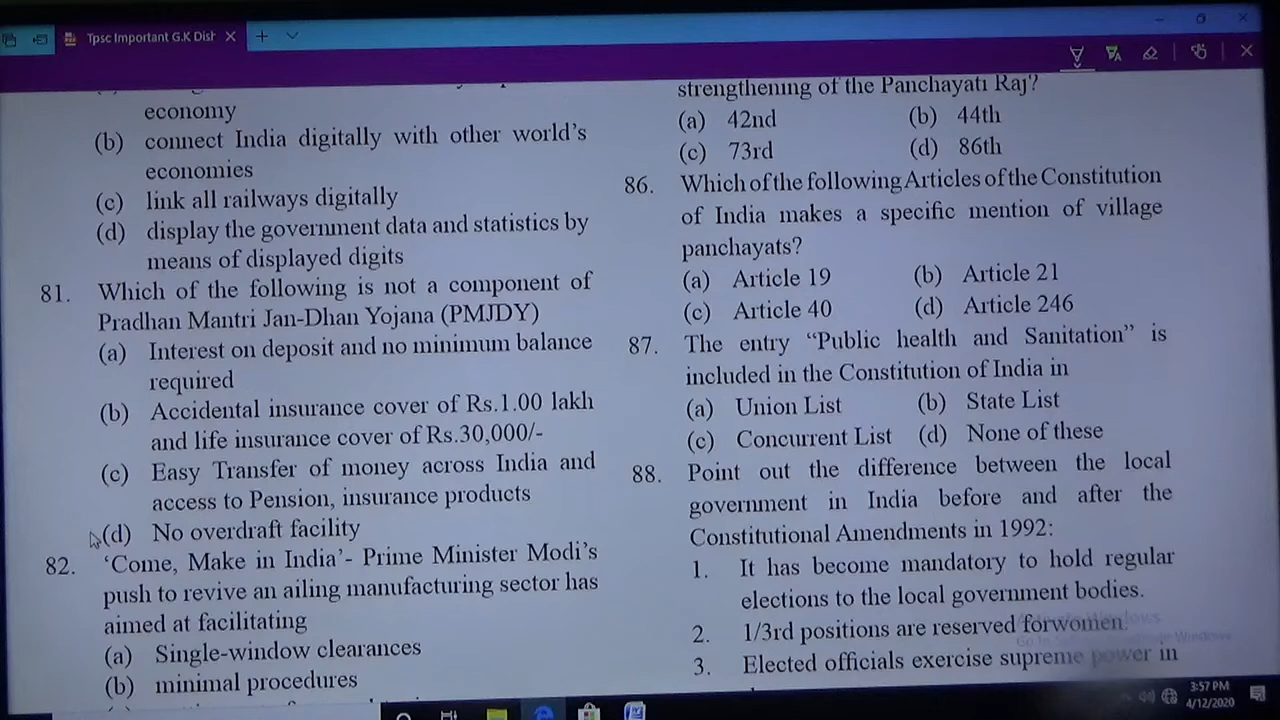 Tpsc Important G.K Dist
economy
(b) connect India digitally with other world's
economies
(c) link all railways digitally
(d) display the government data and statistics by
means of displayed digits
81. Which of the following is not a component of
Pradhan Mantri Jan-Dhan Yojana (PMJDY)
(a) Interest on deposit and no minimum balance
required
(b) Accidental insurance cover of Rs.1.00 lakh
and life insurance cover of Rs.30,000/-
(c) Easy Transfer of money across India and
access to Pension, insurance products
(d) No overdraft facility
82. 'Come, Make in India'- Prime Minister Modi's
push to revive an ailing manufacturing sector has
aimed at facilitating
(a) Single-window clearances
(b) minimal procedures
strengthening of the Panchayati Raj?
(a) 42nd (b) 44th
(c) 73rd (d) 86th
86. Which of the following Articles of the Constitution
of India makes a specific mention of village
panchayats?
(a) Article 19 (b) Article 21
(c) Article 40 (d) Article 246
87. The entry "Public health and Sanitation" is
included in the Constitution of India in
(a) Union List (b) State List
(c) Concurrent List (d) None of these
88. Point out the difference between the local
government in India before and after the
Constitutional Amendments in 1992:
1. It has become mandatory to hold regular
elections to the local government bodies.
2. 1/3rd positions are reserved forwomen.
3. Elected officials exercise supreme power in
3:57 PM
4/12/2020